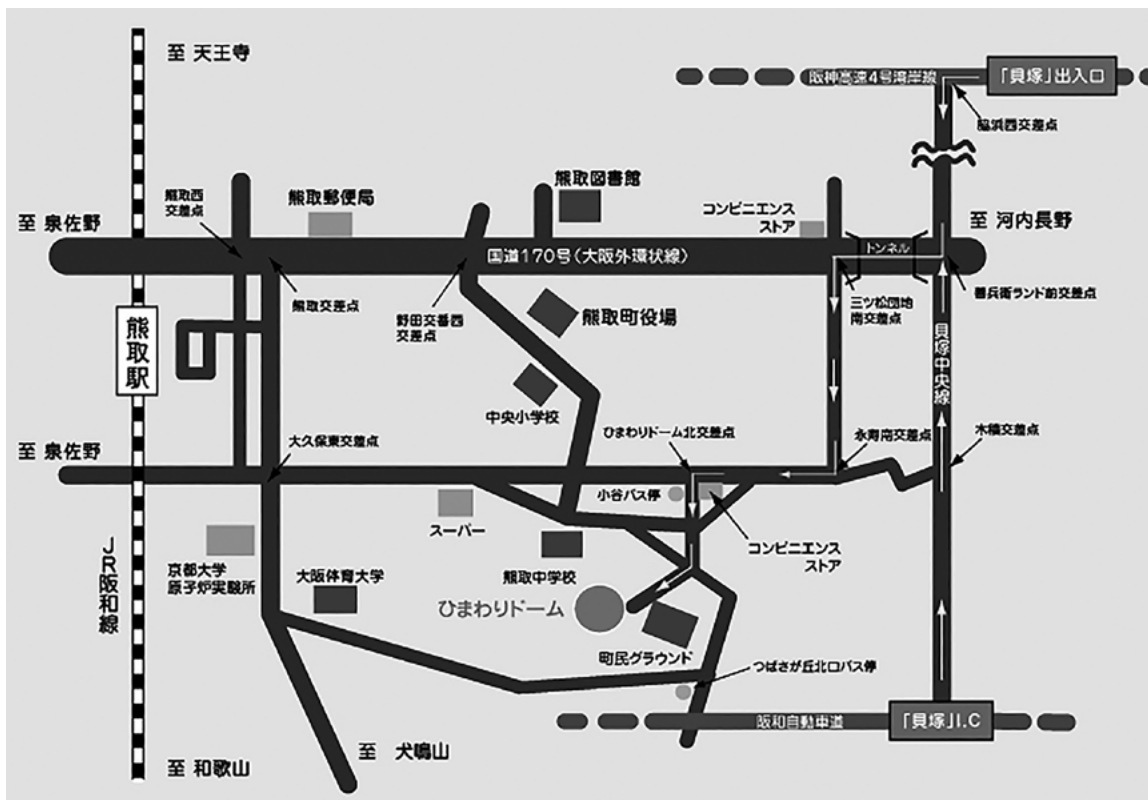 至 天王寺
阪神高速4号湾岸線
「貝塚」出入口
脇浜西交差点
熊取西
交差点
熊取郵便局
熊取図書館
コンビニエンス
ストア
至 泉佐野
至 河内長野
国道170号（大阪外環状線）
トンネル
熊取交差点
野田交番西
交差点
熊取町役場
三ツ松団地
南交差点
善兵衛ランド前交差点
熊取駅
貝塚中央線
中央小学校
大久保東交差点
ひまわりドーム北交差点
永寿南交差点
木積交差点
至 泉佐野
小谷バス停
スーパー
コンビニエンス
ストア
JR阪和線
京都大学
原子炉実験所
大阪体育大学
熊取中学校
ひまわりドーム
町民グラウンド
つばさが丘北口バス停
阪和自動車道
「貝塚」I.C
至 犬鳴山
至 和歌山